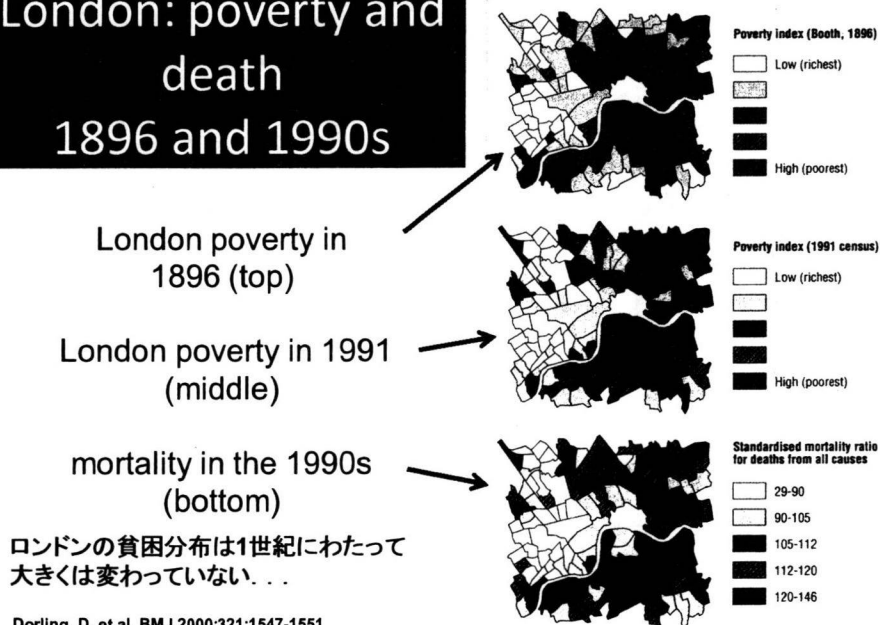 London: poverty and
death
1896 and 1990s
London poverty in
1896 (top)
London poverty in 1991
(middle)
mortality in the 1990s
(bottom)
ロンドンの貧困分布は1世紀にわたって
大きくは変わっていない...
Dorling, D. et al. BMJ 2000;321:1547-1551
Poverty index (Booth, 1896)
Low (richest)
High (poorest)
Poverty index (1991 census)
Low (richest)
High (poorest)
Standardised mortality ratio
for deaths from all causes
29-90
90-105
105-112
112-120
120-146